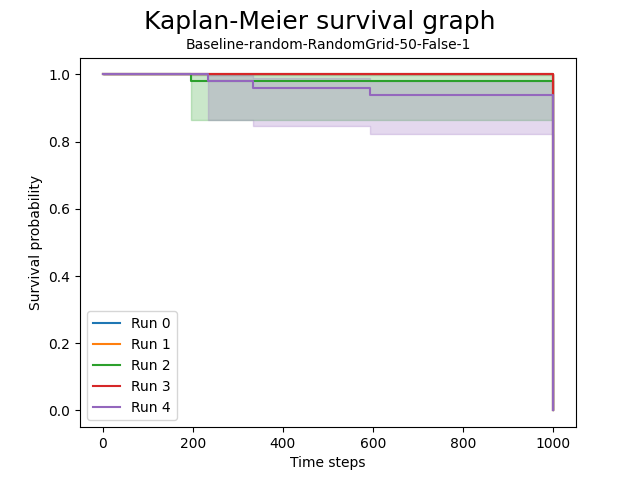 Kaplan-Meier survival graph
Baseline-random-RandomGrid-50-False-1
1.0
0.8
0.6
0.4
0.2
0.0
Survival probability
Run 0
Run 1
Run 2
Run 3
Run 4
0 200 400 600 800 1000
Time steps